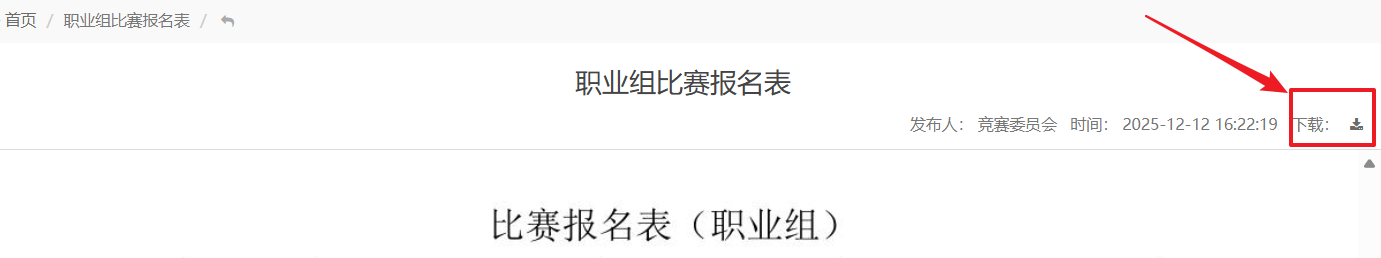 首页 / 职业组比赛报名表 /
职业组比赛报名表
发布人： 竞赛委员会 时间： 2025-12-12 16:22:19 下载：
比赛报名表（职业组）